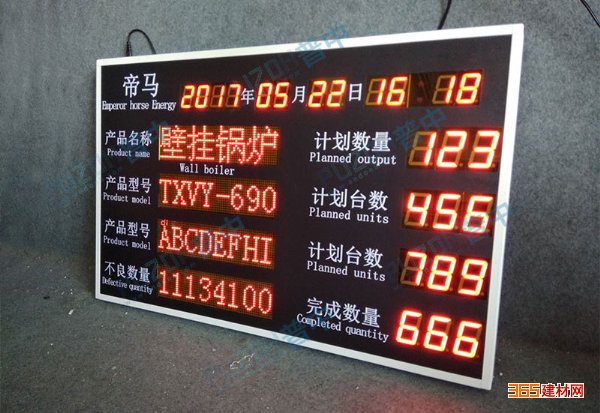 帝马
Emperor horse Energy
2017年05月22日 16 18
产品名称
Product name
壁挂锅炉
Wall boiler
计划数量
Planned output
123
产品型号
Product model
TXVY-690
计划台数
Planned units
456
产品型号
Product model
ABCDEFHI
计划台数
Planned units
789
不良数量
Defective quantity
11134100
完成数量
Completed quantity
666
365建材网